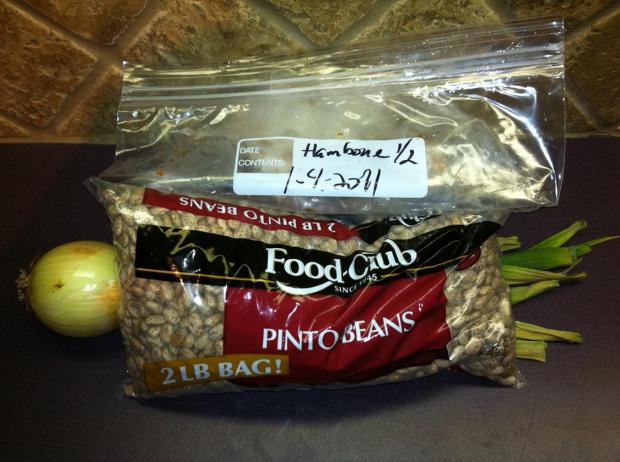 DATE
CONTENTS:
Hambone 1/2
1-4-2011
2 LB PINTO BEANS
Food Club
SINCE 1945
PINTO BEANS
2 LB BAG!